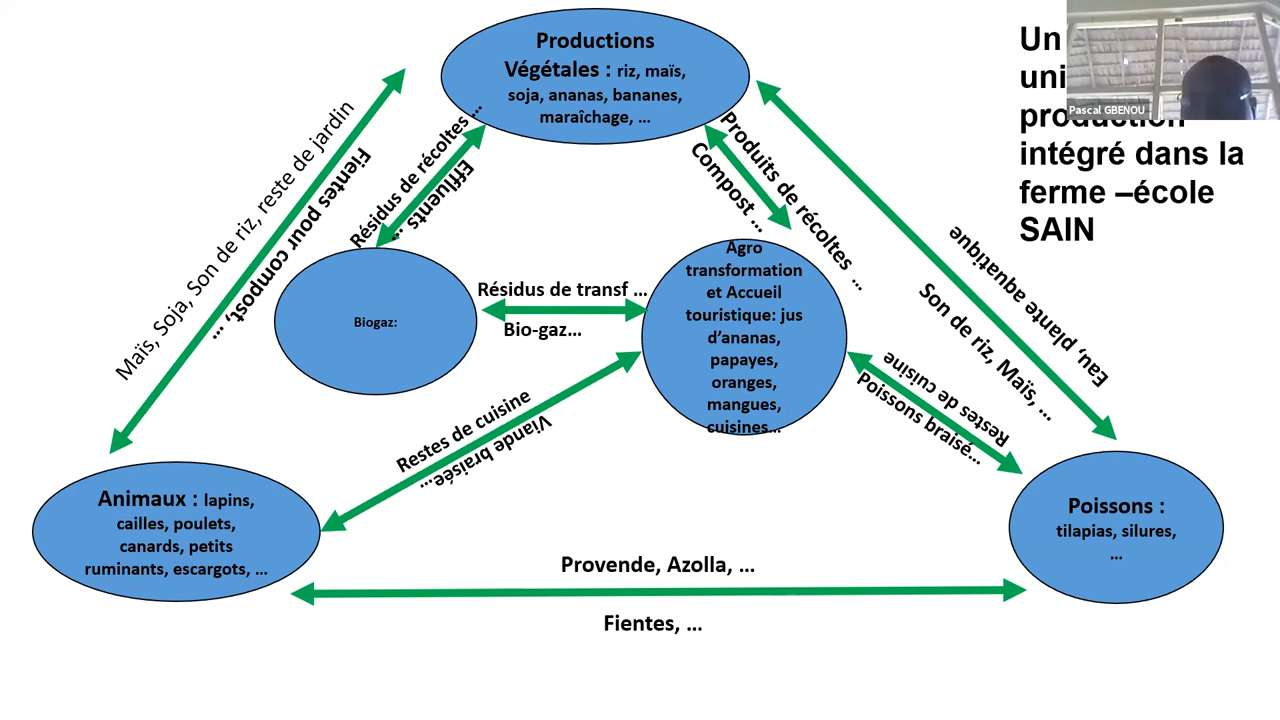 Productions
Végétales : riz, maïs,
soja, ananas, bananes,
maraîchage, ...
Un
uni
production
intégré dans la
ferme –école
SAIN
Pascal GBENOU
Maïs, Soja, Son de riz, reste de jardin
Fientes pour compost, ...
Résidus de récoltes ...
Effluents ...
Produits de récoltes ...
Compost ...
Eau, plante aquatique
Son de riz, Maïs, ...
Biogaz:
Résidus de transf ...
Bio-gaz...
Agro
transformation
et Accueil
touristique: jus
d’ananas,
papayes,
oranges,
mangues,
cuisines...
Restes de cuisine
Viande braisée...
Restes de cuisine
Poissons braisé...
Animaux : lapins,
cailles, poulets,
canards, petits
ruminants, escargots, ...
Poissons :
tilapias, silures,
...
Provende, Azolla, ...
Fientes, ...